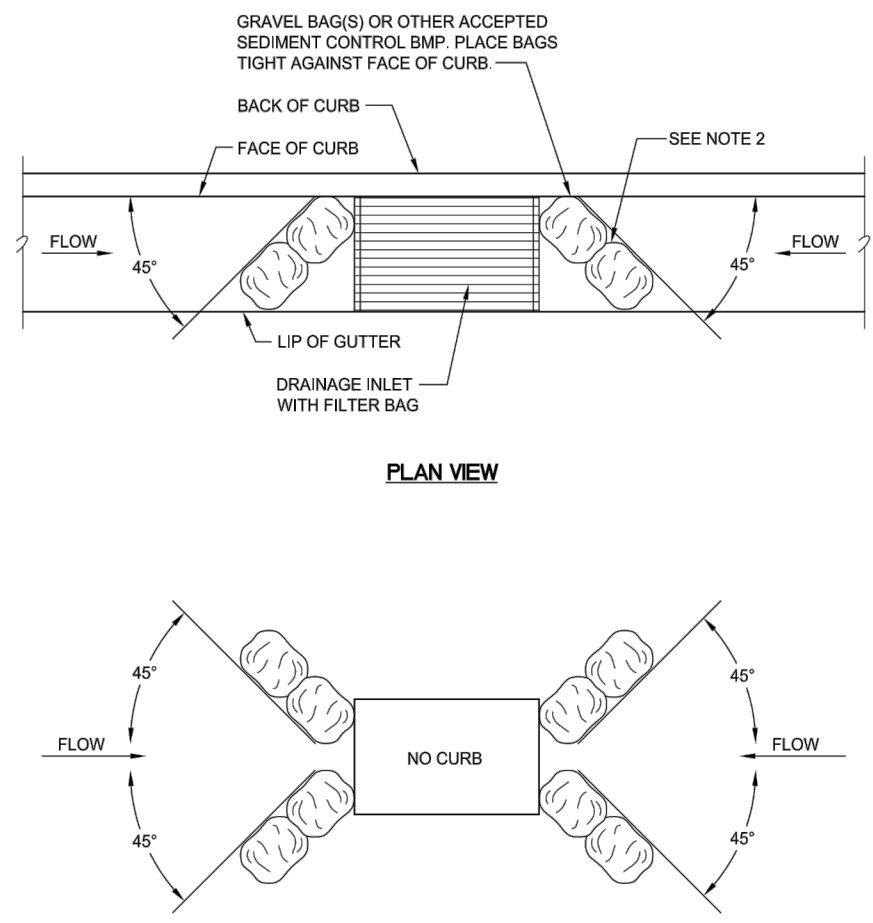 GRAVEL BAG(S) OR OTHER ACCEPTED
SEDIMENT CONTROL BMP. PLACE BAGS
TIGHT AGAINST FACE OF CURB.
BACK OF CURB
FACE OF CURB
SEE NOTE 2
FLOW
45°
FLOW
45°
LIP OF GUTTER
DRAINAGE INLET
WITH FILTER BAG
PLAN VIEW
45°
45°
FLOW
NO CURB
FLOW
45°
45°